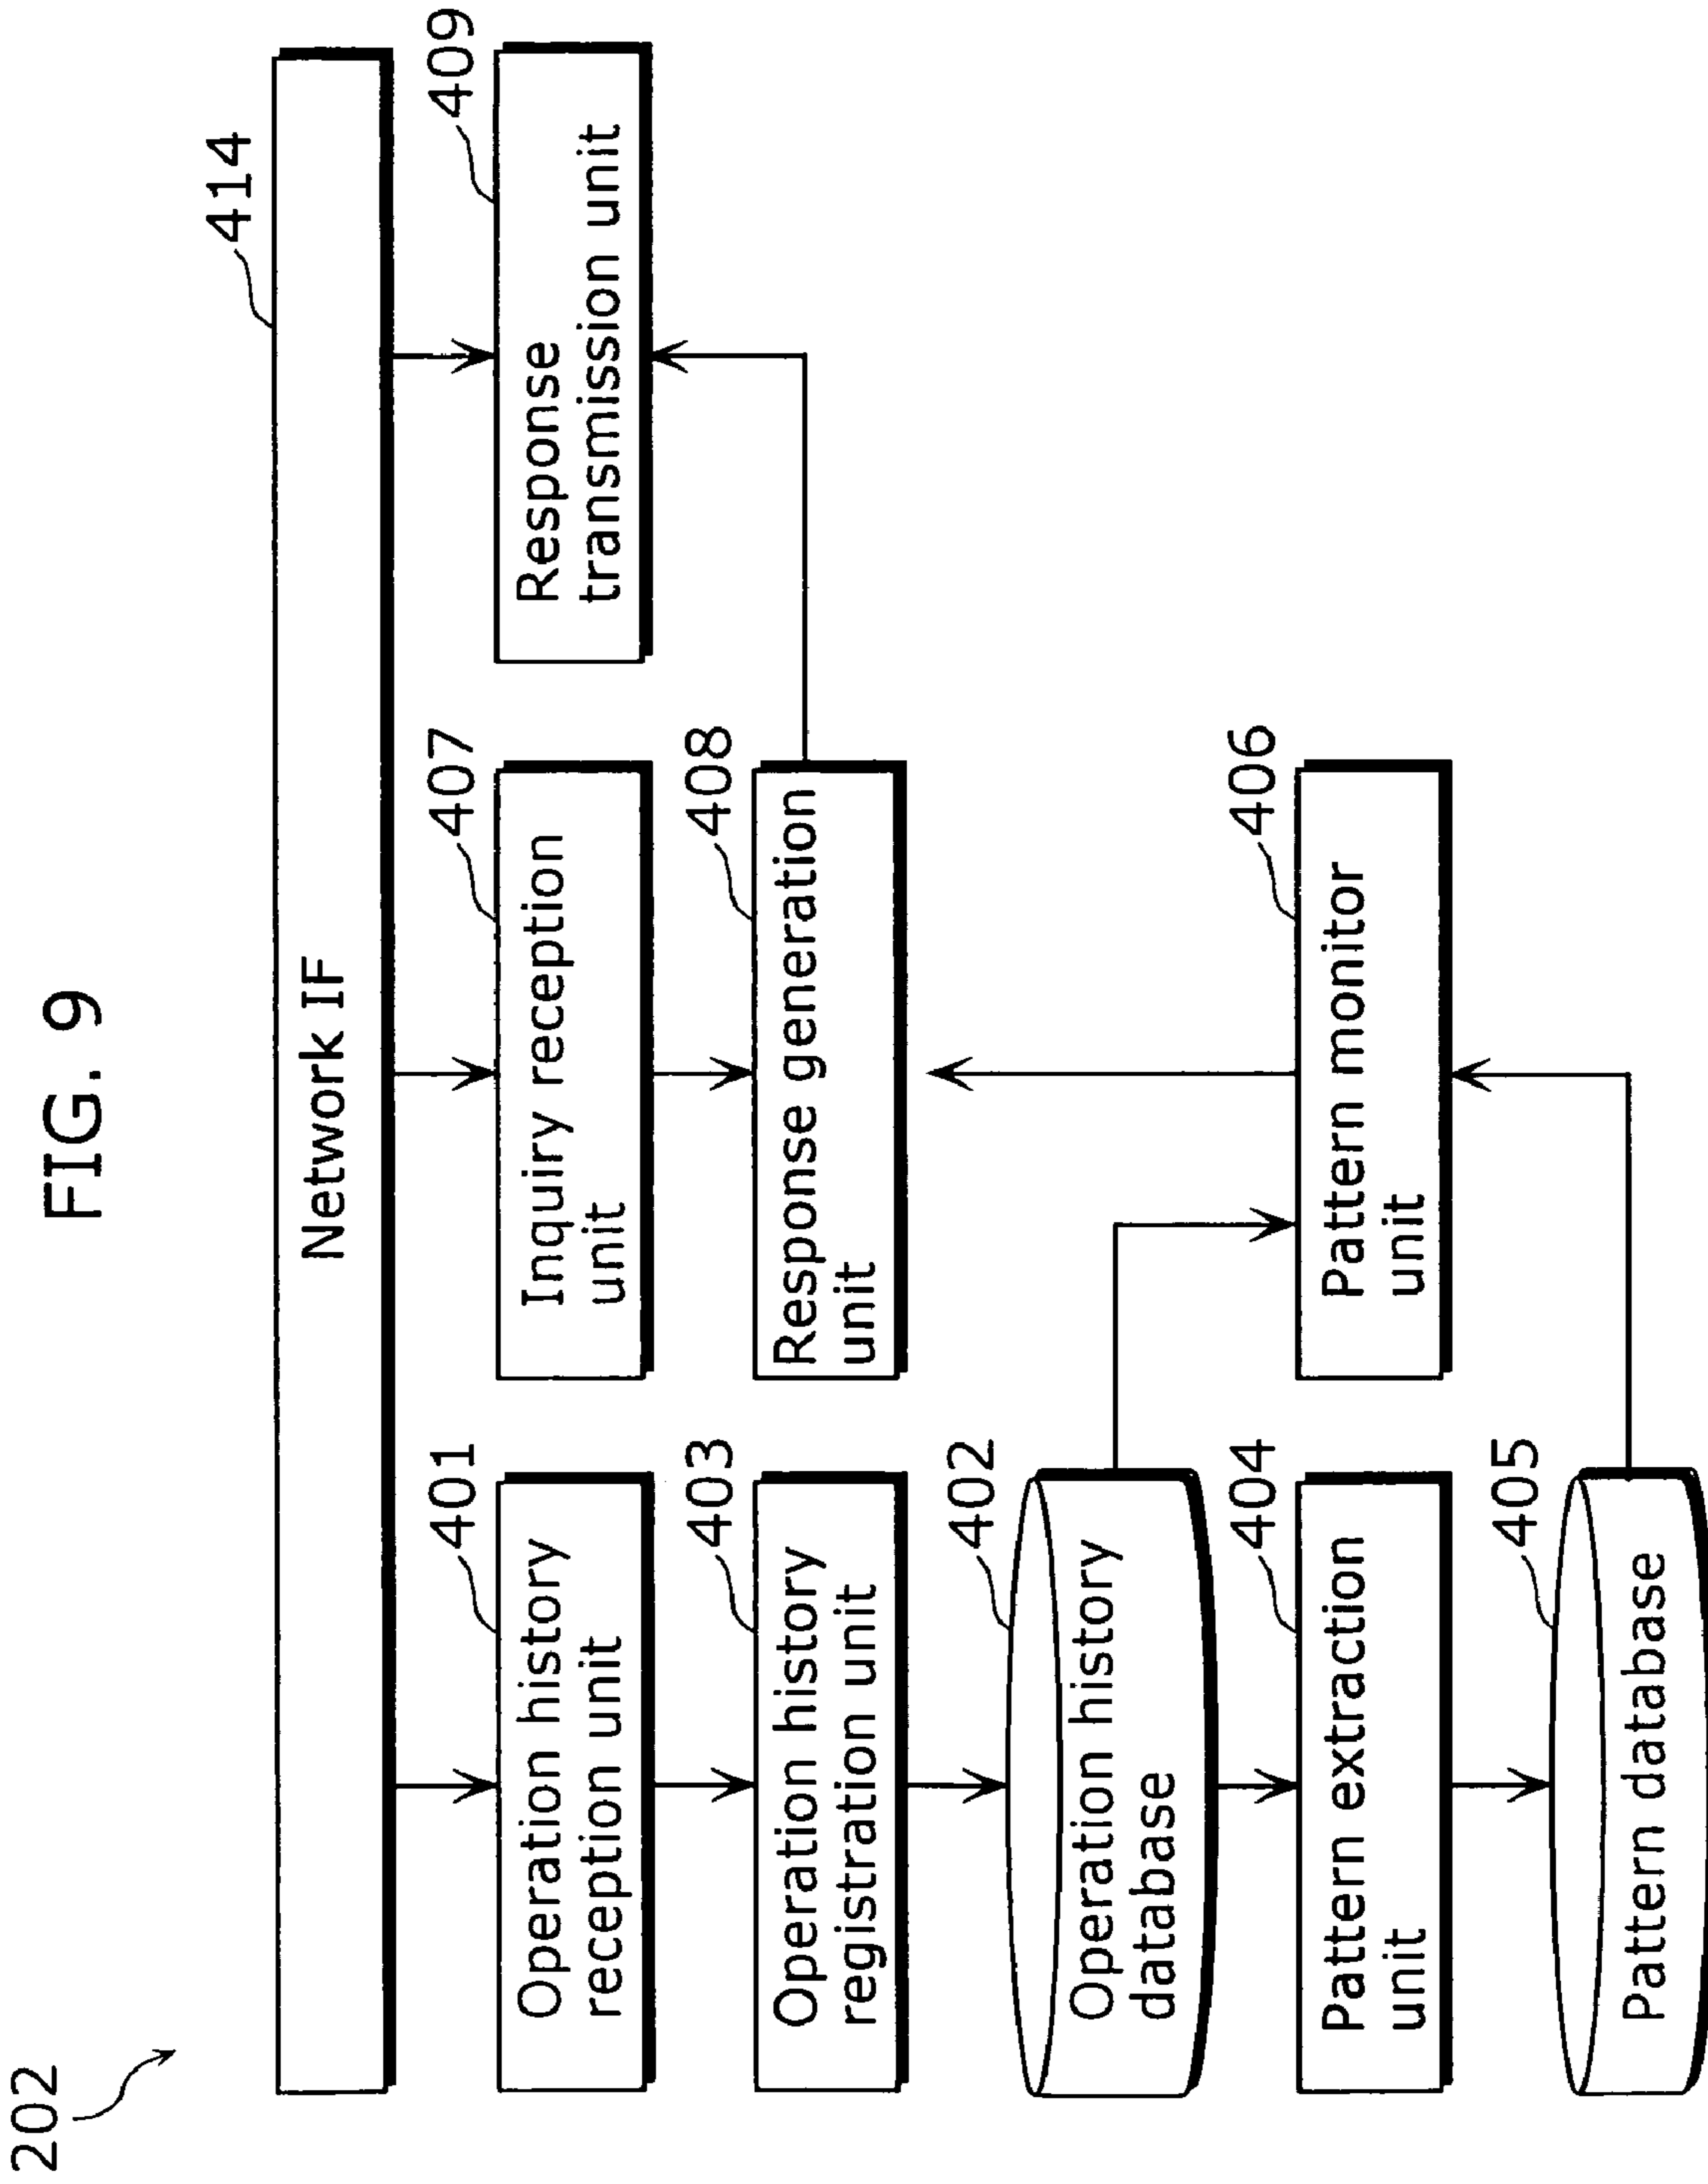 FIG. 9
202
414
Network IF
401
Operation history
reception unit
407
Inquiry reception
unit
409
Response
transmission unit
403
Operation history
registration unit
408
Response generation
unit
402
Operation history
database
404
Pattern extraction
unit
406
Pattern monitor
unit
405
Pattern database